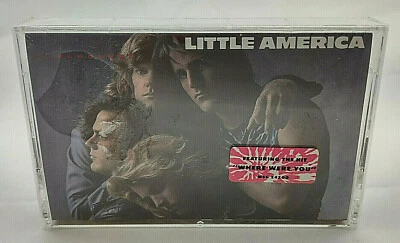 LITTLE AMERICA
FEATURING THE HIT
"WHERE WERE YOU"